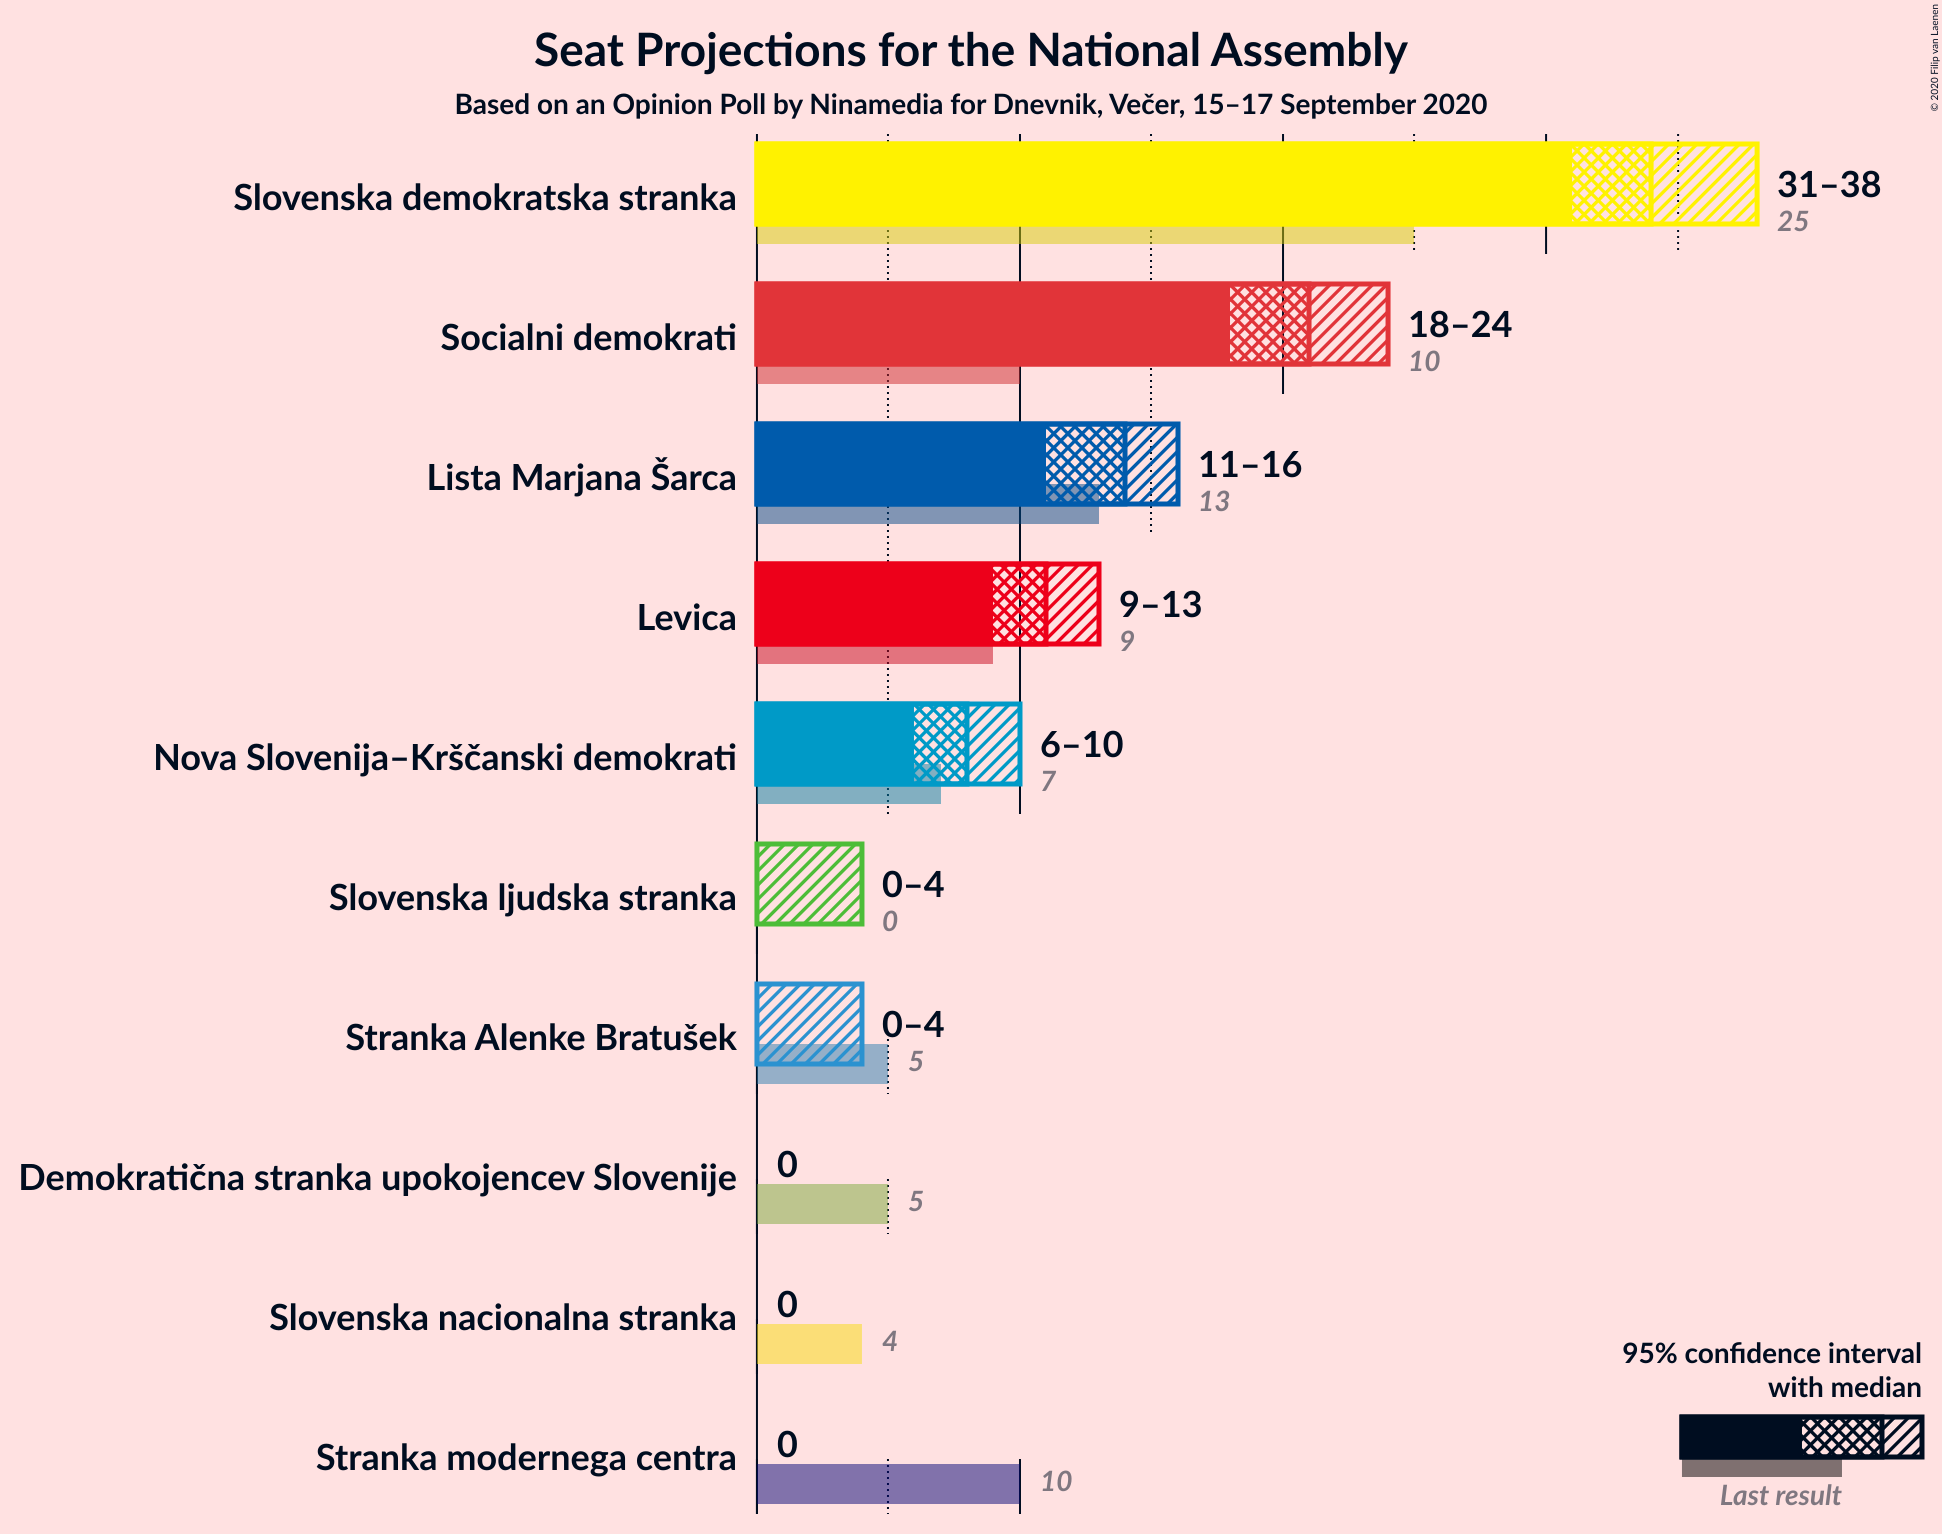 Seat Projections for the National Assembly
Based on an Opinion Poll by Ninamedia for Dnevnik, Večer, 15–17 September 2020
© 2020 Filip van Laenen
Slovenska demokratska stranka
31–38
25
Socialni demokrati
18–24
10
Lista Marjana Šarca
11–16
13
Levica
9–13
9
Nova Slovenija–Krščanski demokrati
6–10
7
Slovenska ljudska stranka
0–4
0
Stranka Alenke Bratušek
0–4
5
Demokratična stranka upokojencev Slovenije
0
5
Slovenska nacionalna stranka
0
4
Stranka modernega centra
0
10
95% confidence interval
with median
Last result